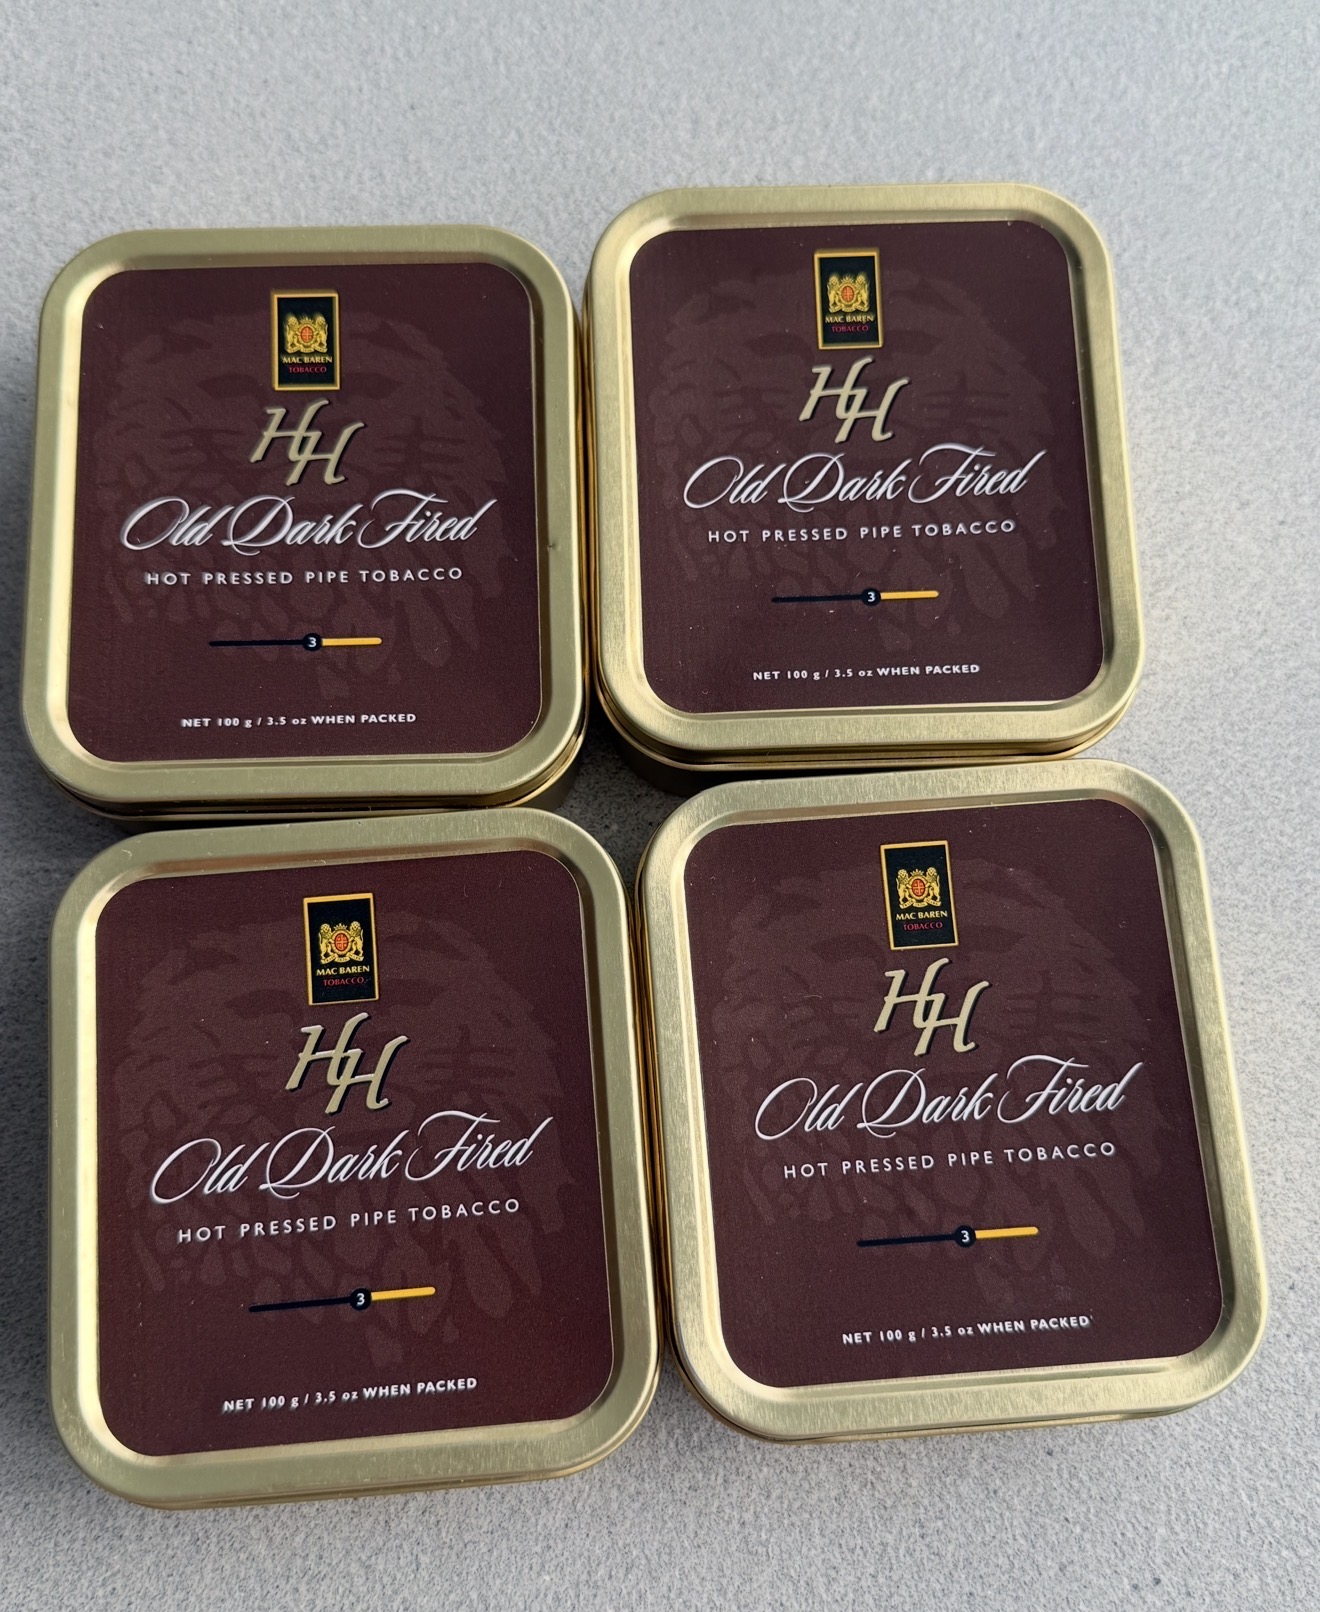 MAC BAREN
TOBACCO
HH
Old Dark Fired
HOT PRESSED PIPE TOBACCO
3
NET 100 g / 3.5 oz WHEN PACKED
MAC BAREN
TOBACCO
HH
Old Dark Fired
HOT PRESSED PIPE TOBACCO
3
NET 100 g / 3.5 oz WHEN PACKED
MAC BAREN
TOBACCO
HH
Old Dark Fired
HOT PRESSED PIPE TOBACCO
3
NET 100 g / 3.5 oz WHEN PACKED
MAC BAREN
TOBACCO
HH
Old Dark Fired
HOT PRESSED PIPE TOBACCO
3
NET 100 g / 3.5 oz WHEN PACKED